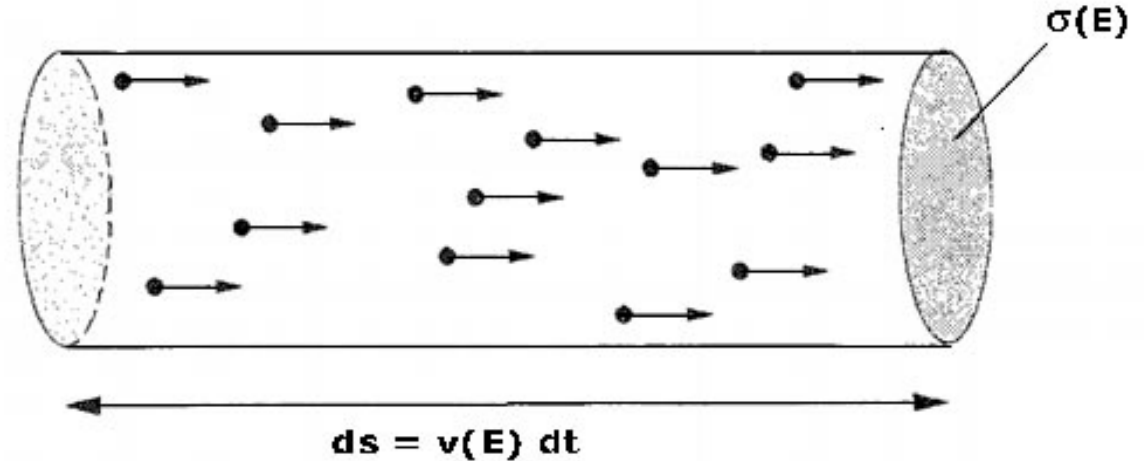 σ(E)
ds = v(E) dt